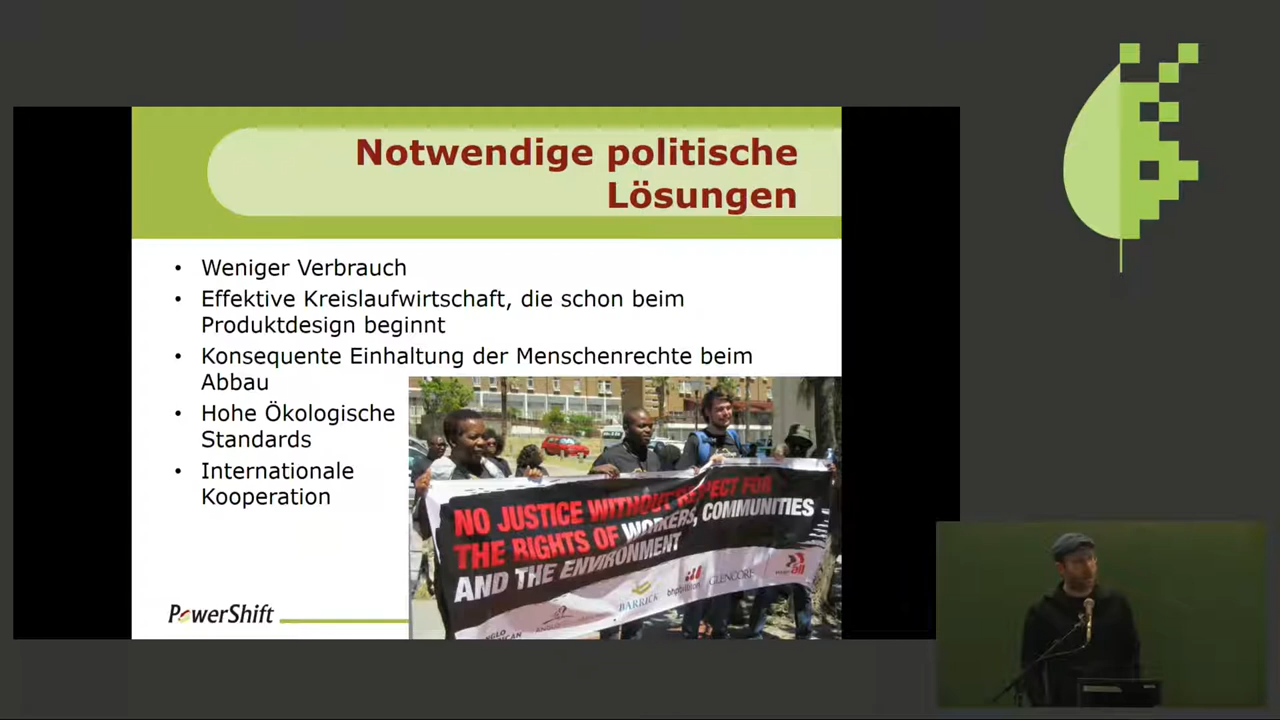 Notwendige politische
Lösungen
• Weniger Verbrauch
• Effektive Kreislaufwirtschaft, die schon beim
Produktdesign beginnt
• Konsequente Einhaltung der Menschenrechte beim
Abbau
• Hohe Ökologische
Standards
• Internationale
Kooperation
NO JUSTICE WITHOUT RESPECT FOR
THE RIGHTS OF WORKERS, COMMUNITIES
AND THE ENVIRONMENT
BARRICK
bhpbilliton
GLENCORE
PowerShift